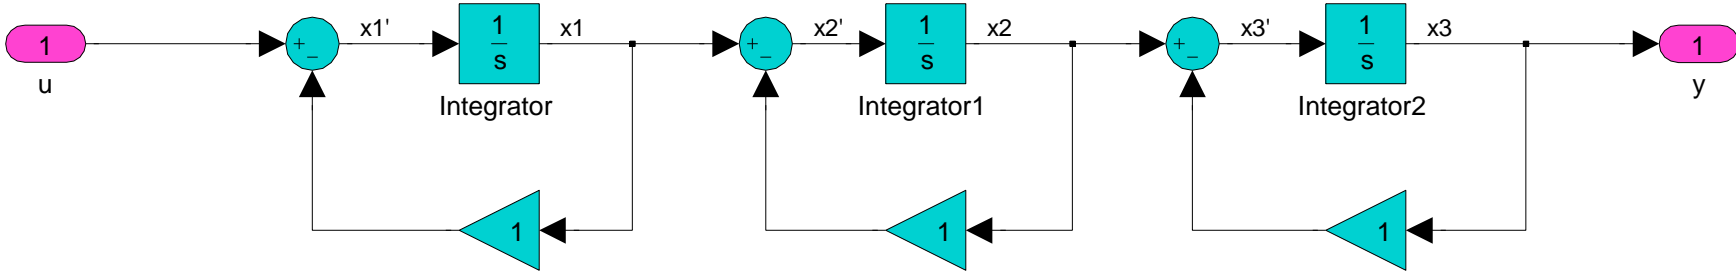 1
u
+
−
x1'
1
s
Integrator
x1
1
+
−
x2'
1
s
Integrator1
x2
1
+
−
x3'
1
s
Integrator2
x3
1
1
y